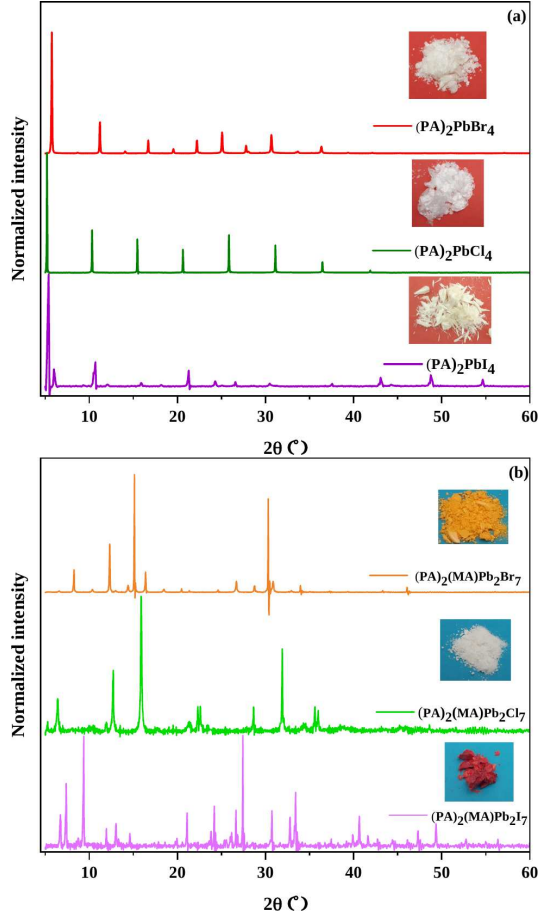 (a)
(PA)2PbBr4
(PA)2PbCl4
(PA)2PbI4
Normalized intensity
10 20 30 40 50 60
2θ (°)
(b)
(PA)2(MA)Pb2Br7
(PA)2(MA)Pb2Cl7
(PA)2(MA)Pb2I7
Normalized intensity
10 20 30 40 50 60
2θ (°)